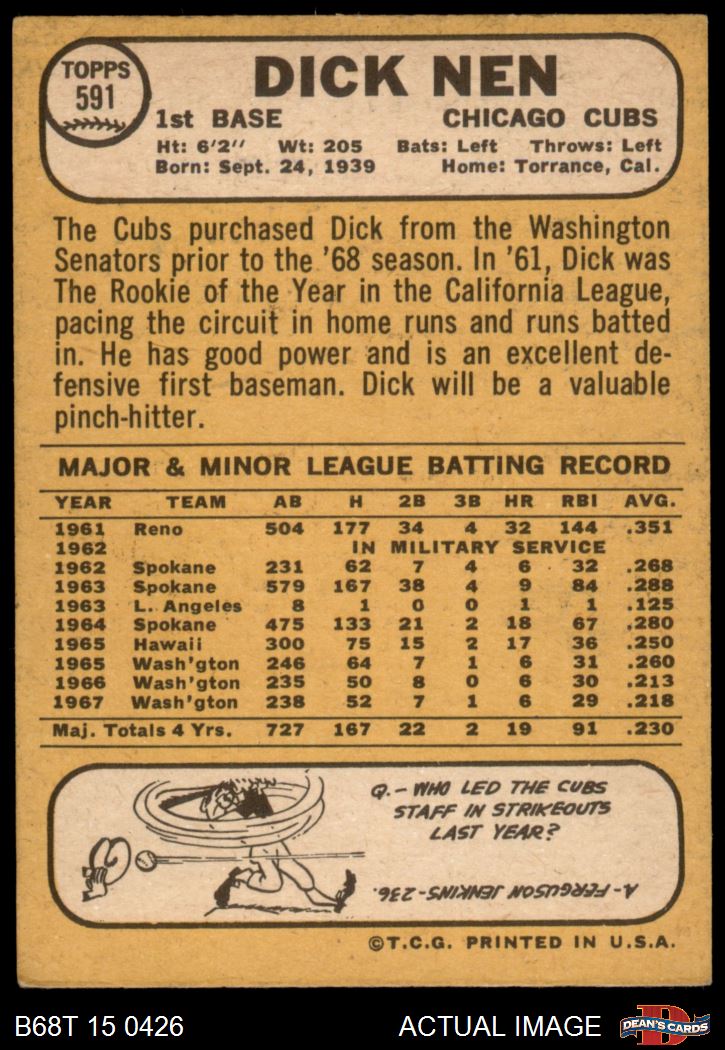 TOPPS
591
DICK NEN
1st BASE CHICAGO CUBS
Ht: 6'2" Wt: 205 Bats: Left Throws: Left
Born: Sept. 24, 1939 Home: Torrance, Cal.
The Cubs purchased Dick from the Washington
Senators prior to the '68 season. In '61, Dick was
The Rookie of the Year in the California League,
pacing the circuit in home runs and runs batted
in. He has good power and is an excellent de-
fensive first baseman. Dick will be a valuable
pinch-hitter.
MAJOR & MINOR LEAGUE BATTING RECORD
YEAR TEAM AB H 2B 3B HR RBI AVG.
1961 Reno 504 177 34 4 32 144 .351
1962 IN MILITARY SERVICE
1962 Spokane 231 62 7 4 6 32 .268
1963 Spokane 579 167 38 4 9 84 .288
1963 L. Angeles 8 1 0 0 1 1 .125
1964 Spokane 475 133 21 2 18 67 .280
1965 Hawaii 300 75 15 2 17 36 .250
1965 Wash'gton 246 64 7 1 6 31 .260
1966 Wash'gton 235 50 8 0 6 30 .213
1967 Wash'gton 238 52 7 1 6 29 .218
Maj. Totals 4 Yrs. 727 167 22 2 19 91 .230
Q.- WHO LED THE CUBS
STAFF IN STRIKEOUTS
LAST YEAR?
A- FERGUSON JENKINS-236.
©T.C.G. PRINTED IN U.S.A.
B68T 15 0426 ACTUAL IMAGE DEAN'S CARDS